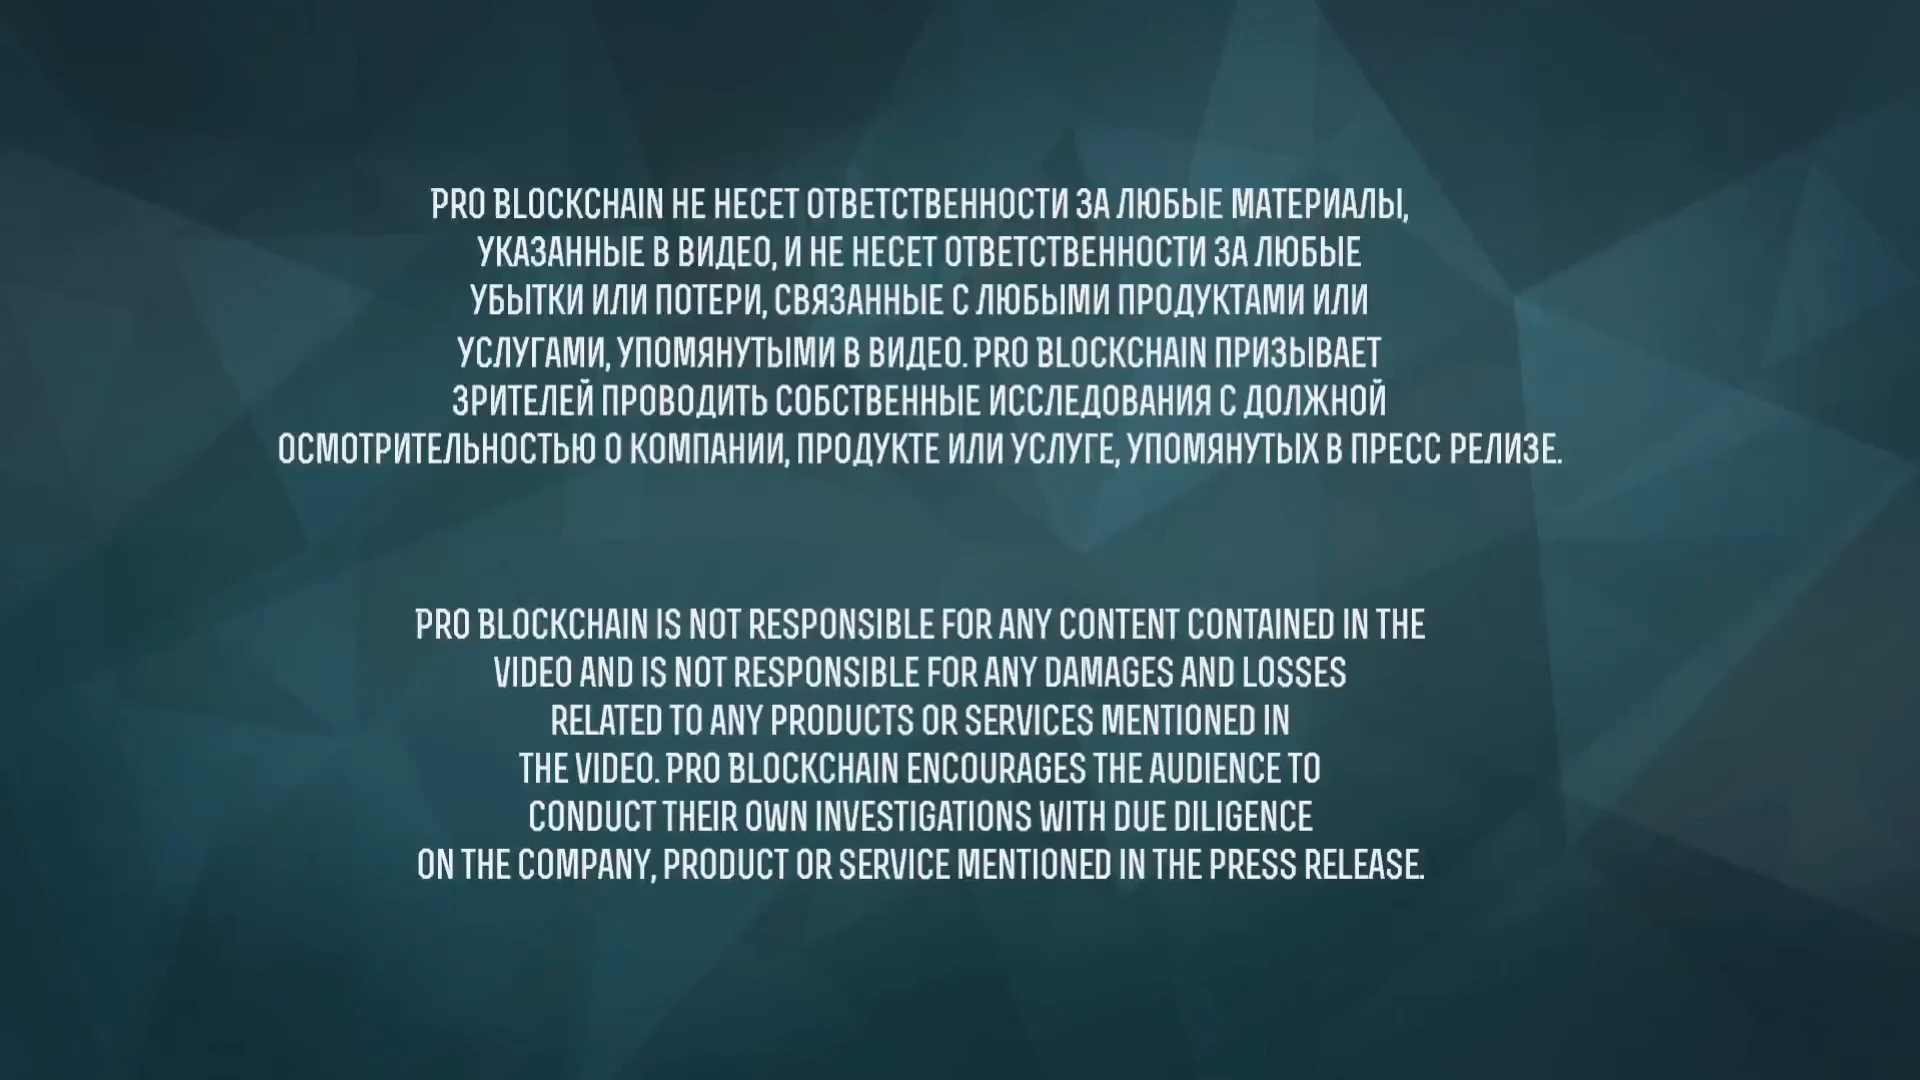 PRO BLOCKCHAIN НЕ НЕСЕТ ОТВЕТСТВЕННОСТИ ЗА ЛЮБЫЕ МАТЕРИАЛЫ,
УКАЗАННЫЕ В ВИДЕО, И НЕ НЕСЕТ ОТВЕТСТВЕННОСТИ ЗА ЛЮБЫЕ
УБЫТКИ ИЛИ ПОТЕРИ, СВЯЗАННЫЕ С ЛЮБЫМИ ПРОДУКТАМИ ИЛИ
УСЛУГАМИ, УПОМЯНУТЫМИ В ВИДЕО. PRO BLOCKCHAIN ПРИЗЫВАЕТ
ЗРИТЕЛЕЙ ПРОВОДИТЬ СОБСТВЕННЫЕ ИССЛЕДОВАНИЯ С ДОЛЖНОЙ
ОСМОТРИТЕЛЬНОСТЬЮ О КОМПАНИИ, ПРОДУКТЕ ИЛИ УСЛУГЕ, УПОМЯНУТЫХ В ПРЕСС РЕЛИЗЕ.
PRO BLOCKCHAIN IS NOT RESPONSIBLE FOR ANY CONTENT CONTAINED IN THE
VIDEO AND IS NOT RESPONSIBLE FOR ANY DAMAGES AND LOSSES
RELATED TO ANY PRODUCTS OR SERVICES MENTIONED IN
THE VIDEO. PRO BLOCKCHAIN ENCOURAGES THE AUDIENCE TO
CONDUCT THEIR OWN INVESTIGATIONS WITH DUE DILIGENCE
ON THE COMPANY, PRODUCT OR SERVICE MENTIONED IN THE PRESS RELEASE.